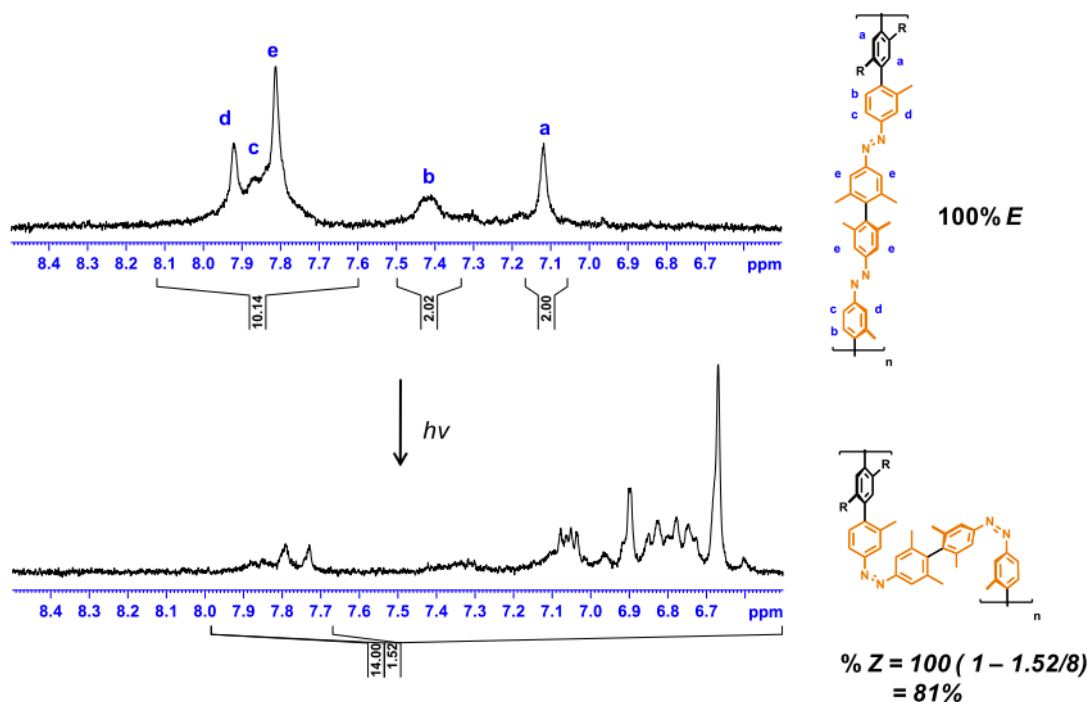 e
d
c
b
a
8.4 8.3 8.2 8.1 8.0 7.9 7.8 7.7 7.6 7.5 7.4 7.3 7.2 7.1 7.0 6.9 6.8 6.7 ppm
10.14
2.02
2.00
a
R
R
a
b
c
d
N
N
e
e
e
e
N
N
c
d
b
n
100% E
hν
8.4 8.3 8.2 8.1 8.0 7.9 7.8 7.7 7.6 7.5 7.4 7.3 7.2 7.1 7.0 6.9 6.8 6.7 ppm
14.00
1.52
R
R
N
N
N
N
n
% Z = 100 ( 1 – 1.52/8)
= 81%